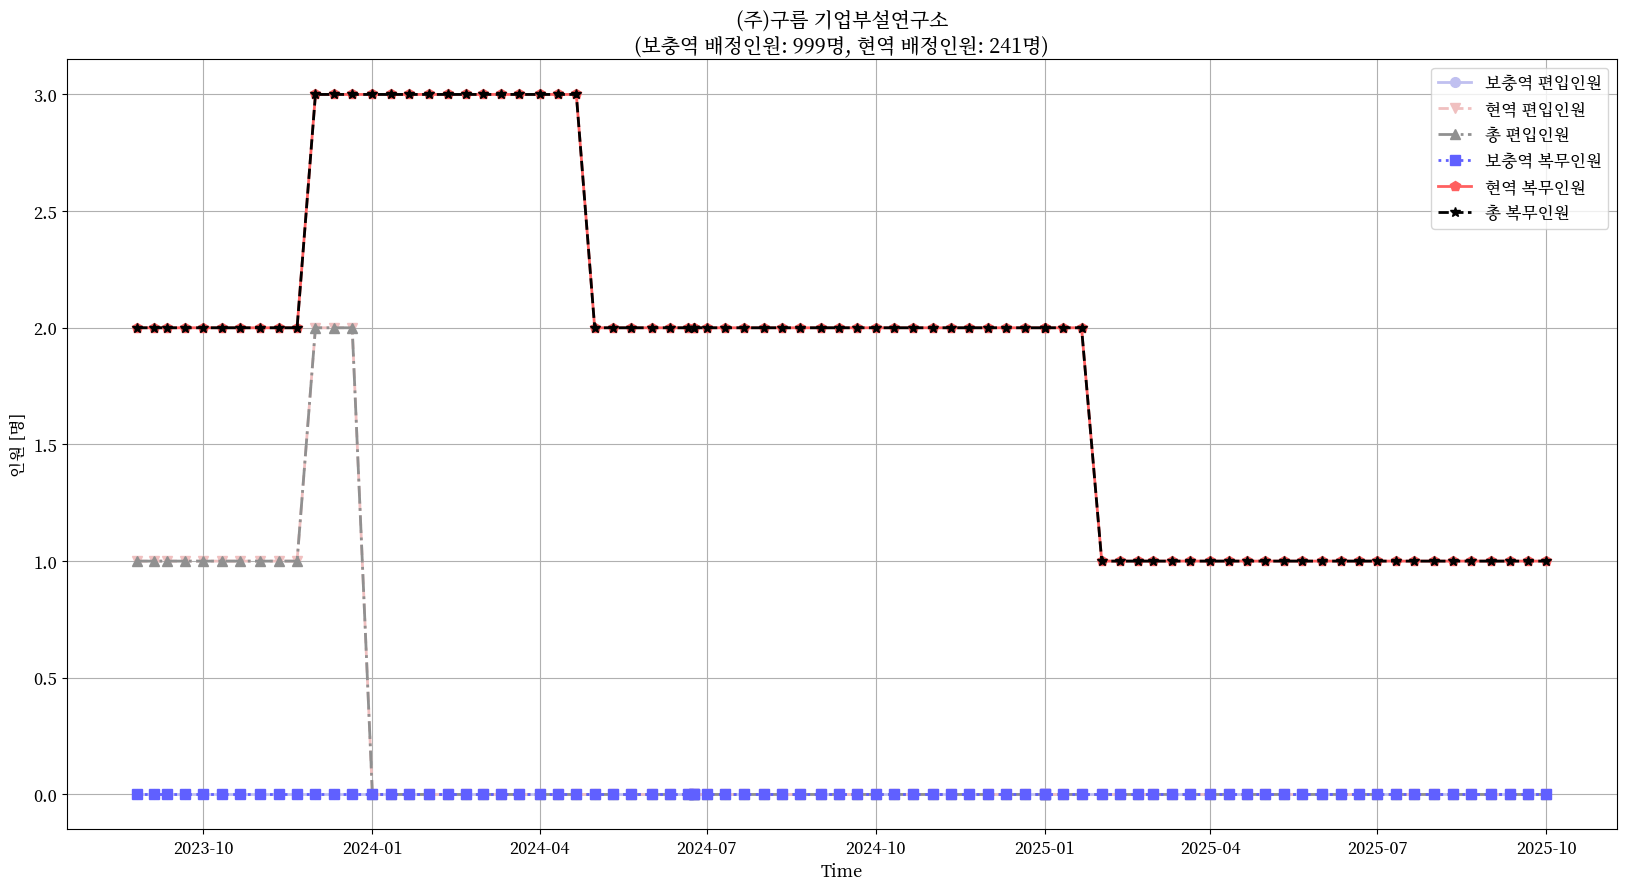 (주)구름 기업부설연구소
(보충역 배정인원: 999명, 현역 배정인원: 241명)
보충역 편입인원
현역 편입인원
총 편입인원
보충역 복무인원
현역 복무인원
총 복무인원
인원 [명]
3.0
2.5
2.0
1.5
1.0
0.5
0.0
2023-10 2024-01 2024-04 2024-07 2024-10 2025-01 2025-04 2025-07 2025-10
Time